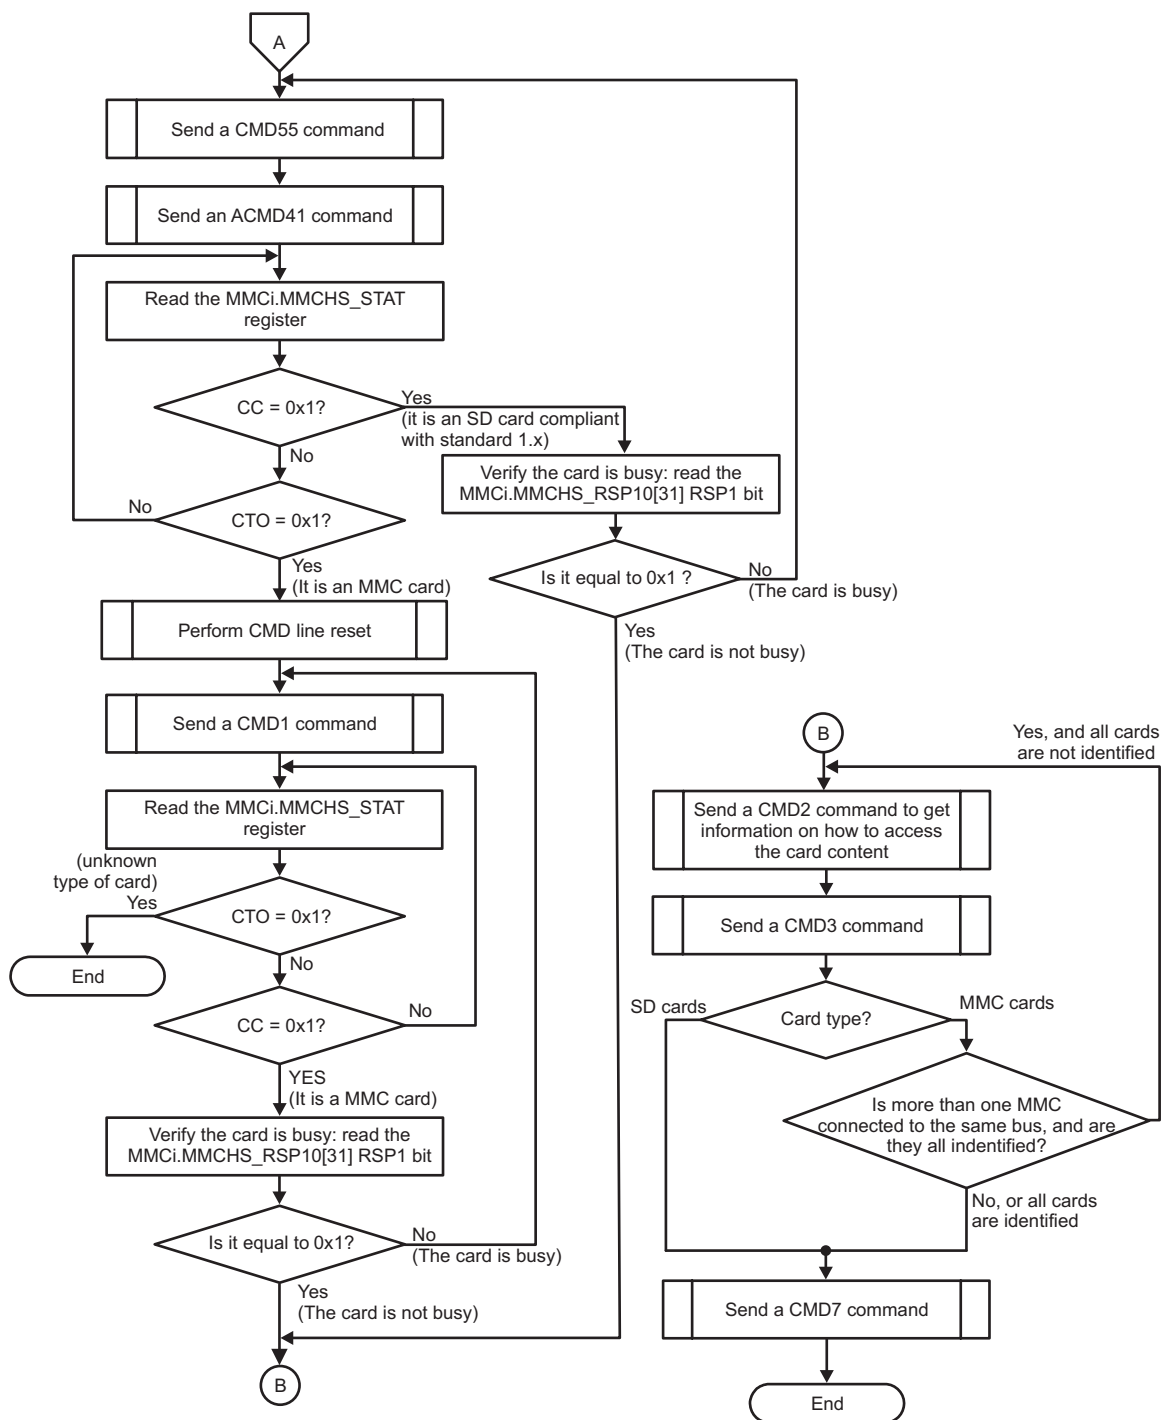 A
Send a CMD55 command
Send an ACMD41 command
Read the MMCi.MMCHS_STAT
register
CC = 0x1?
Yes
(it is an SD card compliant
with standard 1.x)
No
Verify the card is busy: read the
MMCi.MMCHS_RSP10[31] RSP1 bit
No
CTO = 0x1?
Yes
(It is an MMC card)
Is it equal to 0x1 ?
No
(The card is busy)
Yes
(The card is not busy)
Perform CMD line reset
Send a CMD1 command
Read the MMCi.MMCHS_STAT
register
(unknown
type of card)
Yes
CTO = 0x1?
End
No
CC = 0x1?
No
YES
(It is a MMC card)
Verify the card is busy: read the
MMCi.MMCHS_RSP10[31] RSP1 bit
Is it equal to 0x1?
No
(The card is busy)
Yes
(The card is not busy)
B
B
Yes, and all cards
are not identified
Send a CMD2 command to get
information on how to access
the card content
Send a CMD3 command
SD cards
Card type?
MMC cards
Is more than one MMC
connected to the same bus, and are
they all indentified?
No, or all cards
are identified
Send a CMD7 command
End